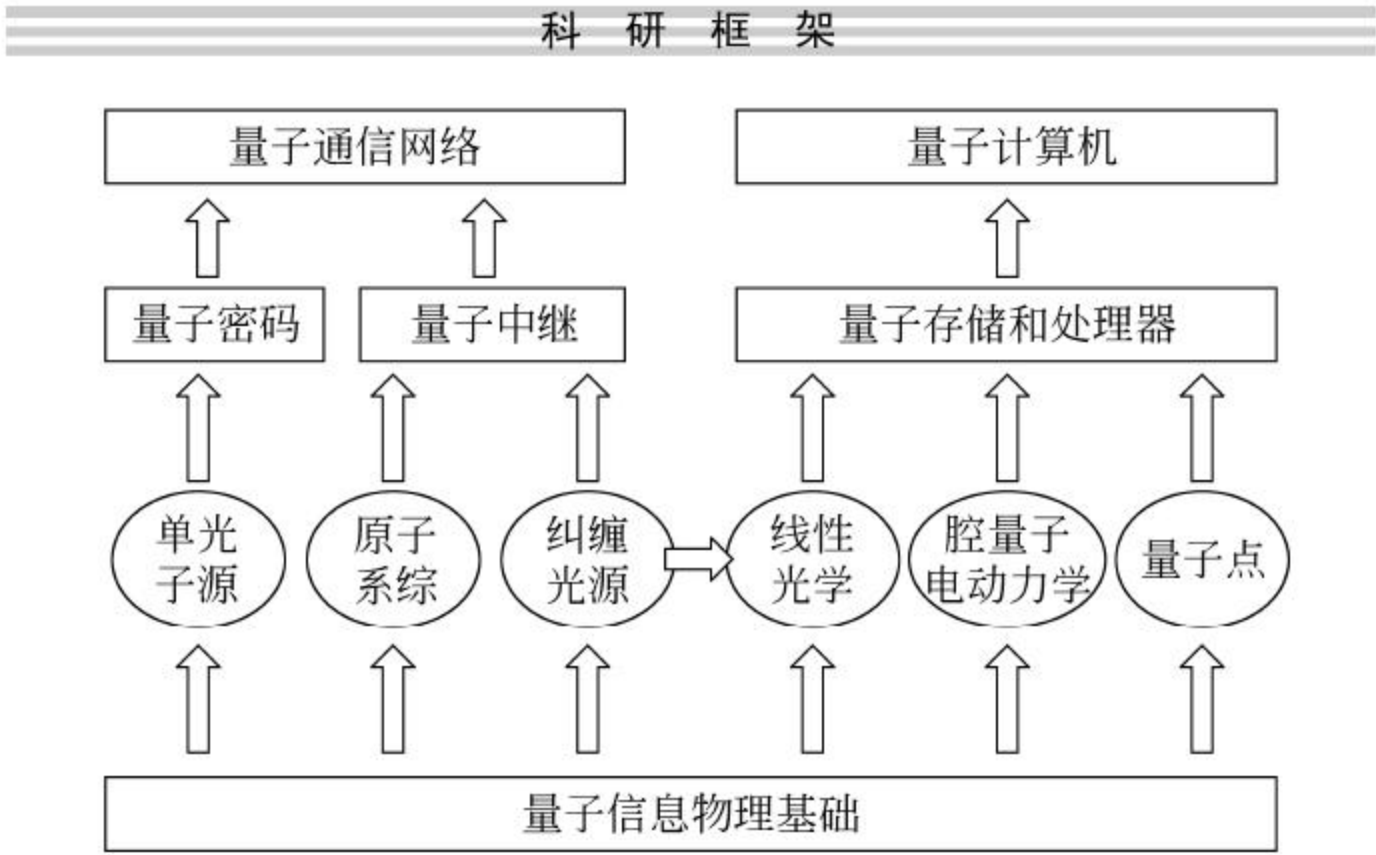 科 研 框 架
量子通信网络
量子计算机
量子密码
量子中继
量子存储和处理器
单光
子源
原子
系综
纠缠
光源
线性
光学
腔量子
电动力学
量子点
量子信息物理基础